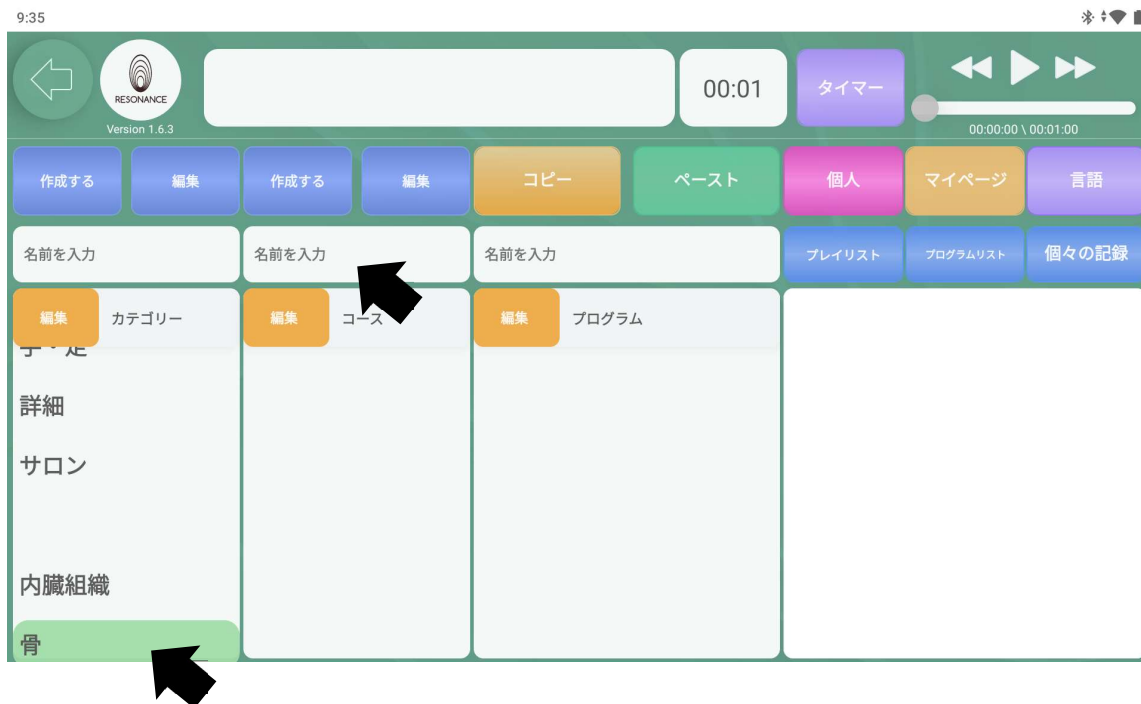 9:35
RESONANCE
Version 1.6.3
00:01
タイマー
00:00:00 \ 00:01:00
作成する 編集 作成する 編集 コピー ペースト 個人 マイページ 言語
名前を入力 名前を入力 名前を入力 プレイリスト プログラムリスト 個々の記録
編集 カテゴリー 編集 コース 編集 プログラム
手・足
詳細
サロン
内臓組織
骨